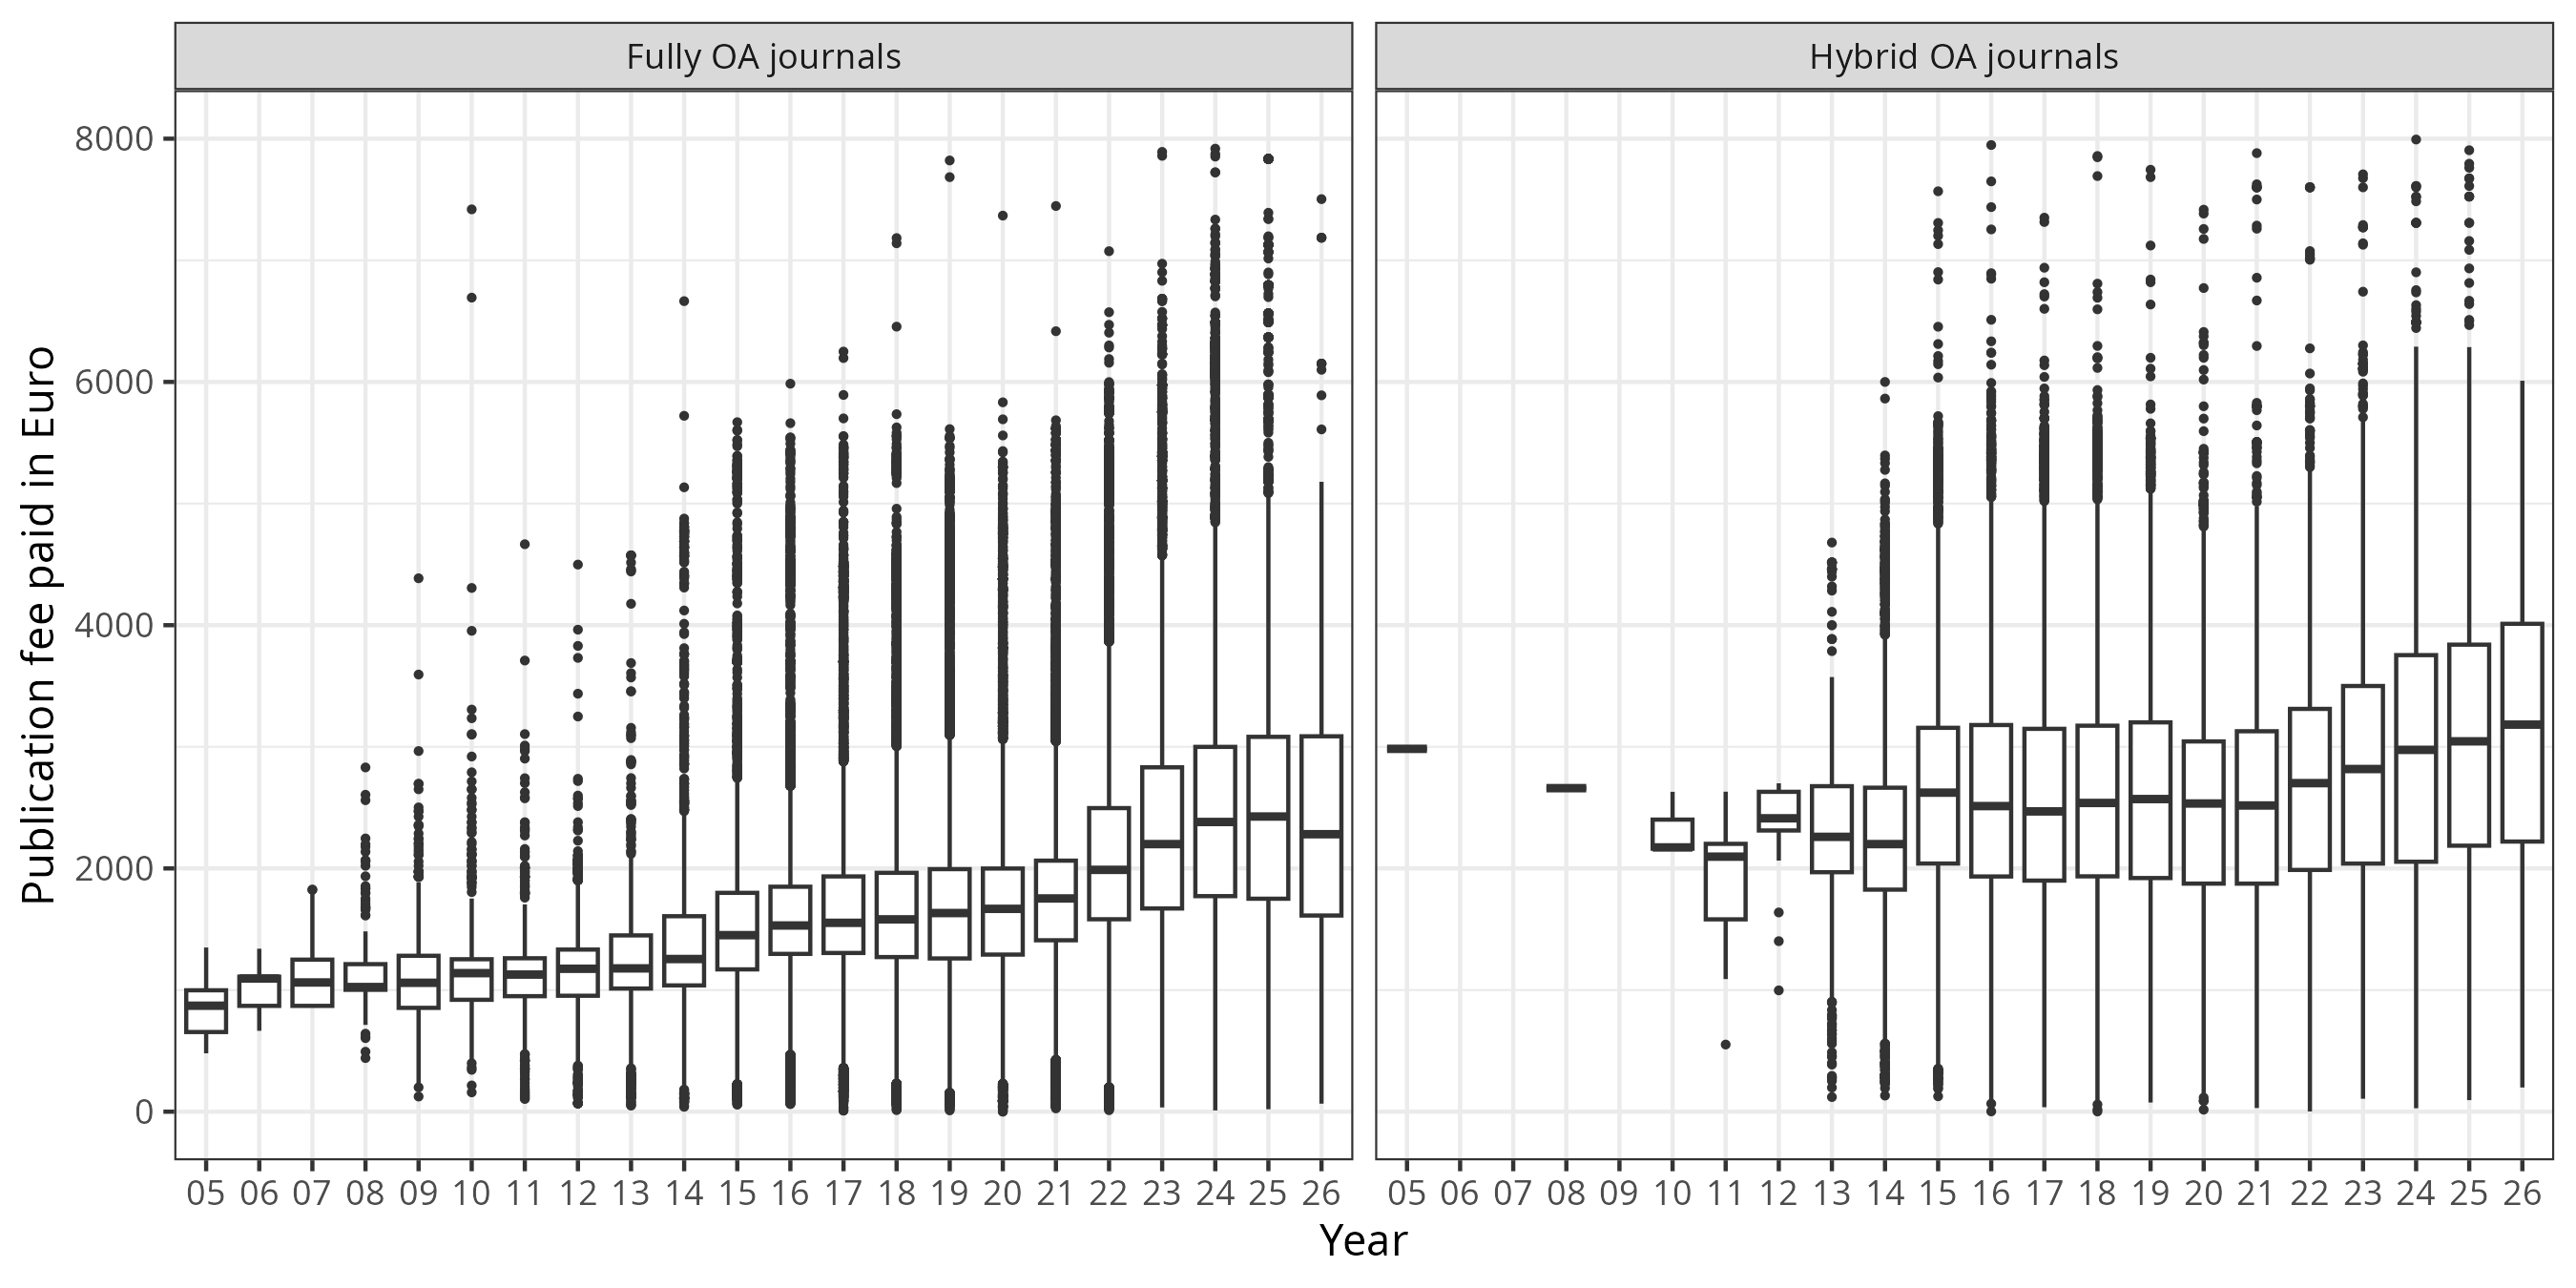 Fully OA journals Hybrid OA journals
Publication fee paid in Euro
8000
6000
4000
2000
0
05 06 07 08 09 10 11 12 13 14 15 16 17 18 19 20 21 22 23 24 25 26 05 06 07 08 09 10 11 12 13 14 15 16 17 18 19 20 21 22 23 24 25 26
Year